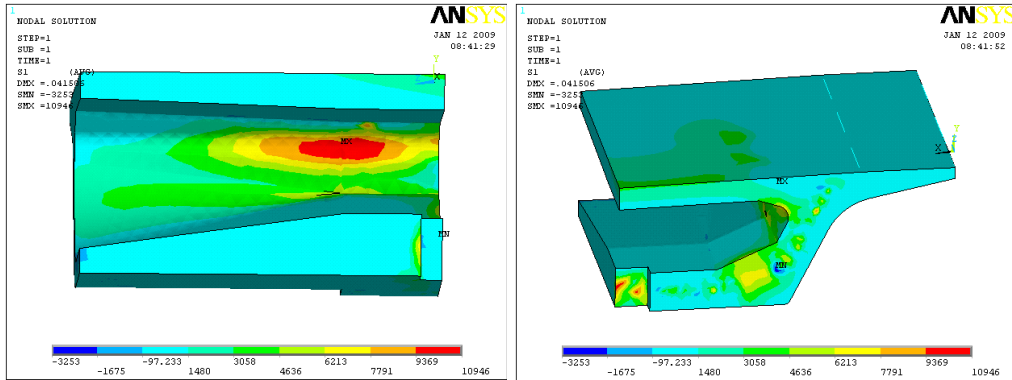 1
NODAL SOLUTION
ANSYS
JAN 12 2009
08:41:29
STEP=1
SUB =1
TIME=1
S1 (AVG)
DMX=.041506
SMN=-3253
SMX=10946
Y
X
MX
MN
-3253 -97.233 3058 6213 9369
-1675 1480 4636 7791 10946
1
NODAL SOLUTION
ANSYS
JAN 12 2009
08:41:52
STEP=1
SUB =1
TIME=1
S1 (AVG)
DMX=.041506
SMN=-3253
SMX=10946
Y
X Z
MX
MN
-3253 -97.233 3058 6213 9369
-1675 1480 4636 7791 10946